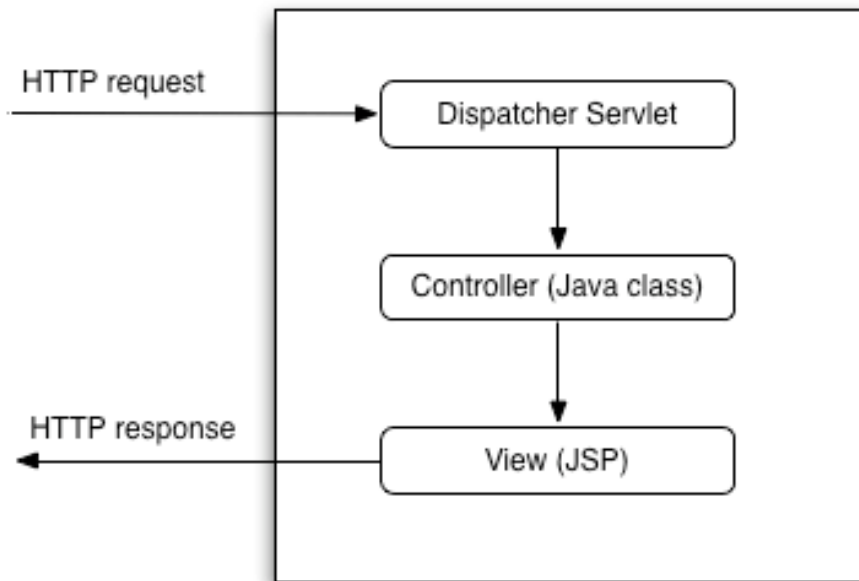 HTTP request
Dispatcher Servlet
Controller (Java class)
HTTP response
View (JSP)